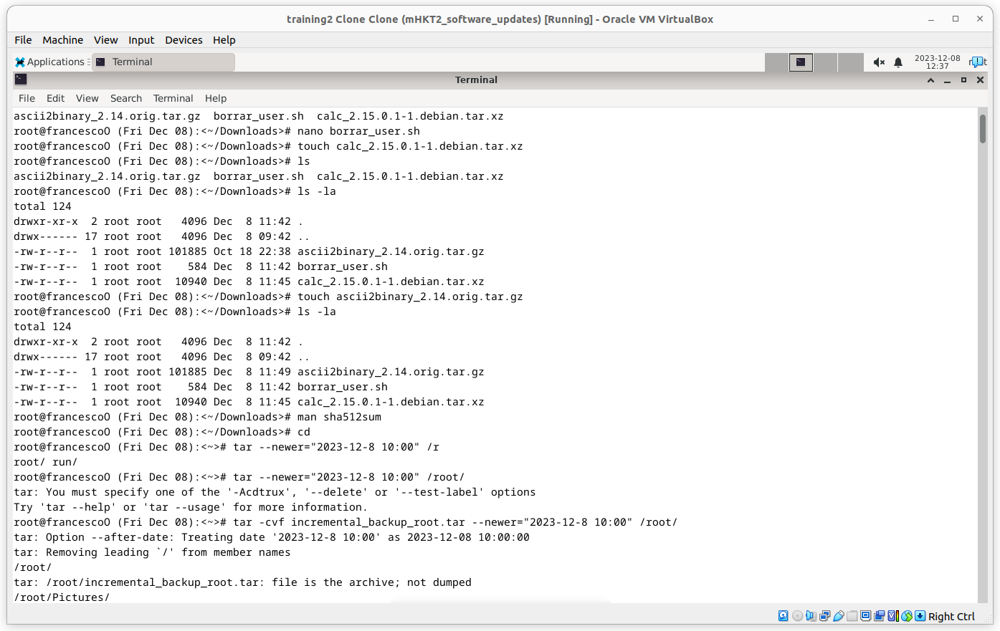 training2 Clone Clone (mHKT2_software_updates) [Running] - Oracle VM VirtualBox
File Machine View Input Devices Help
Applications Terminal 2023-12-08
12:37
Terminal
File Edit View Search Terminal Help
ascii2binary_2.14.orig.tar.gz  borrar_user.sh  calc_2.15.0.1-1.debian.tar.xz
root@francescoO (Fri Dec 08):<~/Downloads># nano borrar_user.sh
root@francescoO (Fri Dec 08):<~/Downloads># touch calc_2.15.0.1-1.debian.tar.xz
root@francescoO (Fri Dec 08):<~/Downloads># ls
ascii2binary_2.14.orig.tar.gz  borrar_user.sh  calc_2.15.0.1-1.debian.tar.xz
root@francescoO (Fri Dec 08):<~/Downloads># ls -la
total 124
drwxr-xr-x  2 root root   4096 Dec  8 11:42 .
drwx------ 17 root root   4096 Dec  8 09:42 ..
-rw-r--r--  1 root root 101885 Oct 18 22:38 ascii2binary_2.14.orig.tar.gz
-rw-r--r--  1 root root    584 Dec  8 11:42 borrar_user.sh
-rw-r--r--  1 root root  10940 Dec  8 11:45 calc_2.15.0.1-1.debian.tar.xz
root@francescoO (Fri Dec 08):<~/Downloads># touch ascii2binary_2.14.orig.tar.gz
root@francescoO (Fri Dec 08):<~/Downloads># ls -la
total 124
drwxr-xr-x  2 root root   4096 Dec  8 11:42 .
drwx------ 17 root root   4096 Dec  8 09:42 ..
-rw-r--r--  1 root root 101885 Dec  8 11:49 ascii2binary_2.14.orig.tar.gz
-rw-r--r--  1 root root    584 Dec  8 11:42 borrar_user.sh
-rw-r--r--  1 root root  10940 Dec  8 11:45 calc_2.15.0.1-1.debian.tar.xz
root@francescoO (Fri Dec 08):<~/Downloads># man sha512sum
root@francescoO (Fri Dec 08):<~/Downloads># cd
root@francescoO (Fri Dec 08):<~># tar --newer="2023-12-8 10:00" /r
root/ run/
root@francescoO (Fri Dec 08):<~># tar --newer="2023-12-8 10:00" /root/
tar: You must specify one of the '-Acdtrux', '--delete' or '--test-label' options
Try 'tar --help' or 'tar --usage' for more information.
root@francescoO (Fri Dec 08):<~># tar -cvf incremental_backup_root.tar --newer="2023-12-8 10:00" /root/
tar: Option --after-date: Treating date '2023-12-8 10:00' as 2023-12-08 10:00:00
tar: Removing leading `/' from member names
/root/
tar: /root/incremental_backup_root.tar: file is the archive; not dumped
/root/Pictures/
Right Ctrl